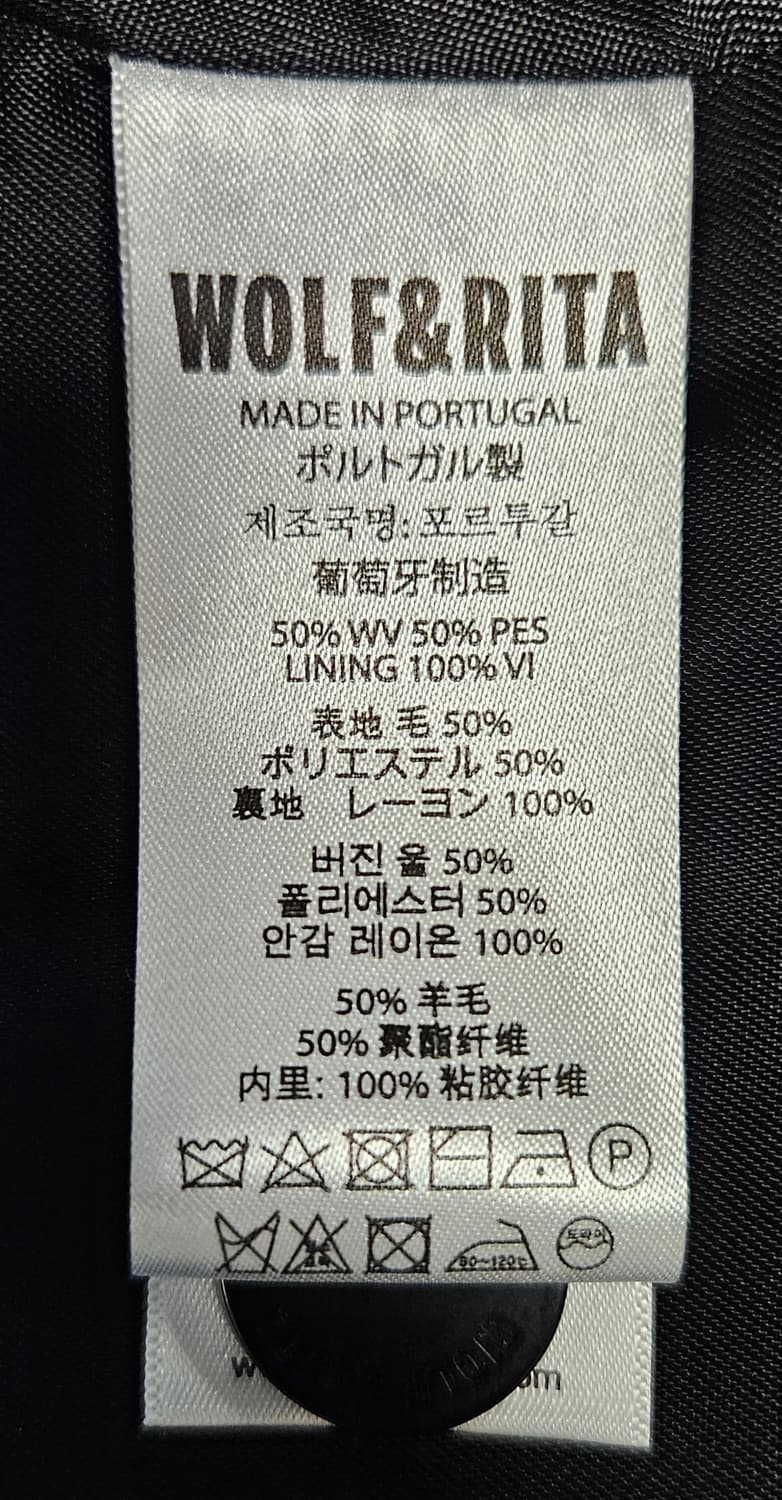 WOLF&RITA
MADE IN PORTUGAL
ポルトガル製
제조국명: 포르투갈
葡萄牙制造
50% WV 50% PES
LINING 100% VI
表地 毛 50%
ポリエステル 50%
裏地 レーヨン 100%
버진 울 50%
폴리에스터 50%
안감 레이온 100%
50% 羊毛
50% 聚酯纤维
内里: 100% 粘胶纤维
P
80~120℃